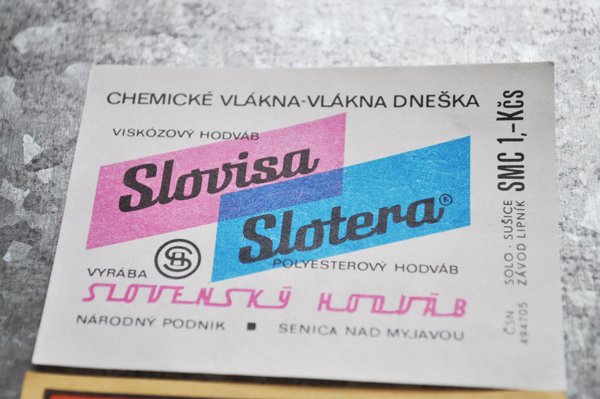 CHEMICKÉ VLÁKNA-VLÁKNA DNEŠKA
VISKÓZOVÝ HODVÁB
Slovisa
Slotera®
POLYESTEROVÝ HODVÁB
VYRÁBA
SLOVENSKÝ HODVÁB
NÁRODNÝ PODNIK ■ SENICA NAD MYJAVOU
ČSN 494705
SOLO - SUŠICE
ZÁVOD LIPNÍK
SMC 1,-Kčs